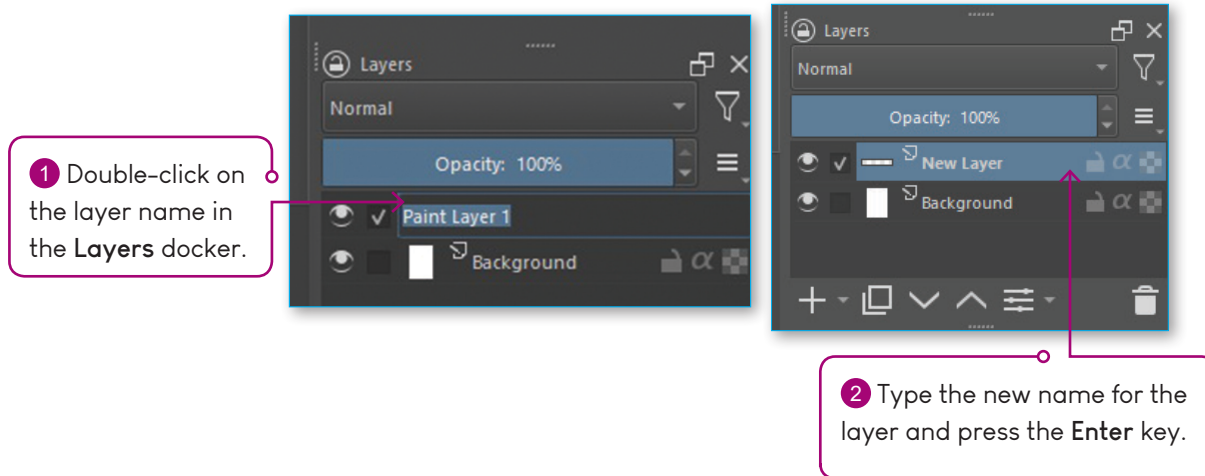 1 Double-click on
the layer name in
the Layers docker.
Layers
Normal
Opacity: 100%
Paint Layer 1
Background
α
Layers
Normal
Opacity: 100%
New Layer
α
Background
α
2 Type the new name for the
layer and press the Enter key.